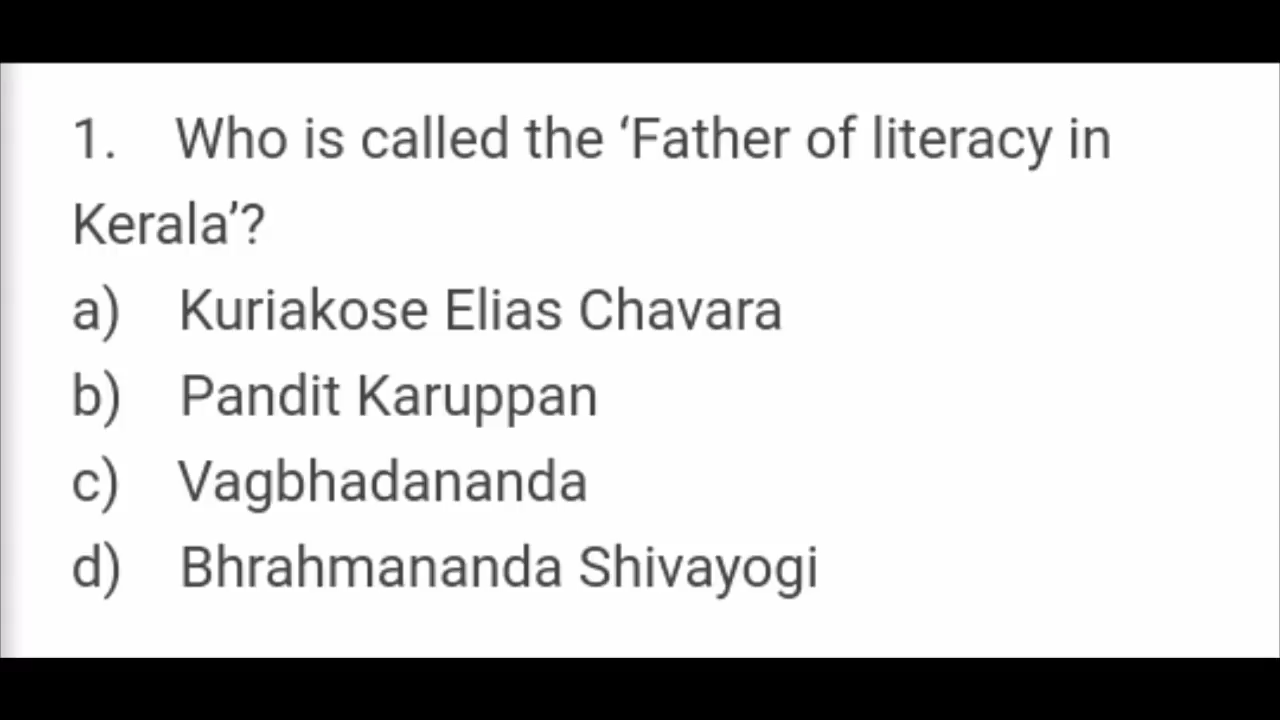 1. Who is called the ‘Father of literacy in
Kerala’?
a) Kuriakose Elias Chavara
b) Pandit Karuppan
c) Vagbhadananda
d) Bhrahmananda Shivayogi